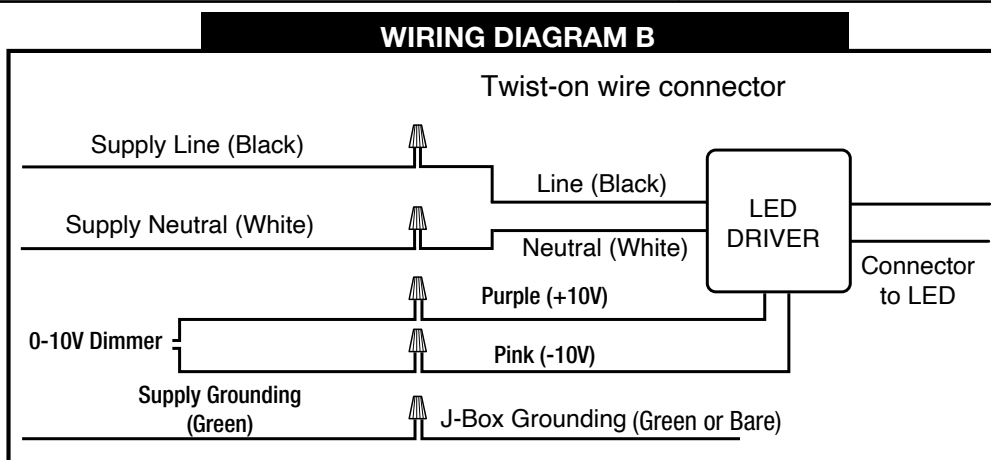 WIRING DIAGRAM B
Twist-on wire connector
Supply Line (Black)
Line (Black)
Supply Neutral (White)
Neutral (White)
LED
DRIVER
Connector
to LED
Purple (+10V)
0-10V Dimmer
Pink (-10V)
Supply Grounding
(Green)
J-Box Grounding (Green or Bare)